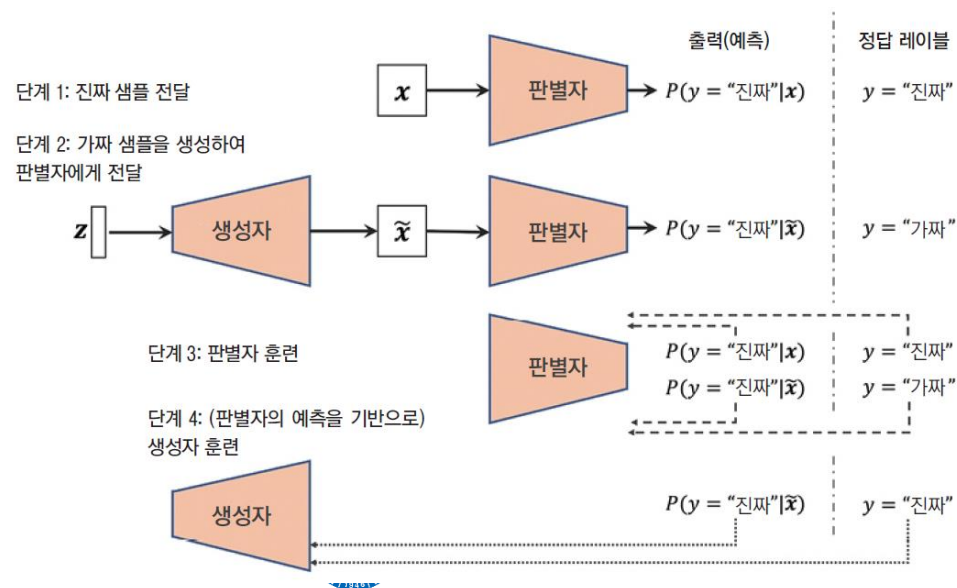 출력(예측) 정답 레이블
단계 1: 진짜 샘플 전달 x 판별자 P(y = “진짜”|x) y = “진짜”
단계 2: 가짜 샘플을 생성하여
판별자에게 전달
z 생성자 x̃ 판별자 P(y = “진짜”|x̃) y = “가짜”
단계 3: 판별자 훈련 판별자 P(y = “진짜”|x) y = “진짜”
P(y = “진짜”|x̃) y = “가짜”
단계 4: (판별자의 예측을 기반으로)
생성자 훈련
생성자 P(y = “진짜”|x̃) y = “진짜”